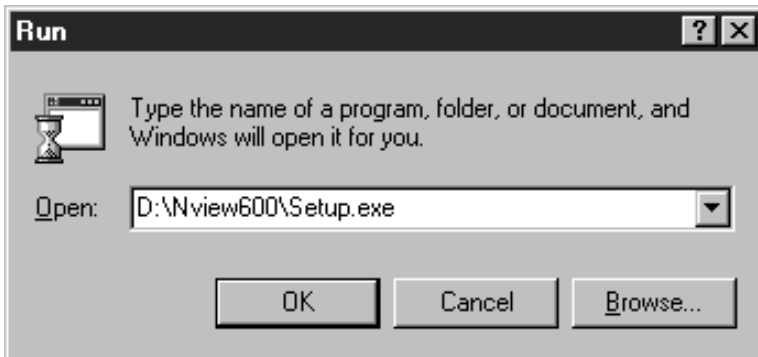 Run
Type the name of a program, folder, or document, and
Windows will open it for you.
Open: D:\Nview600\Setup.exe
OK Cancel Browse...